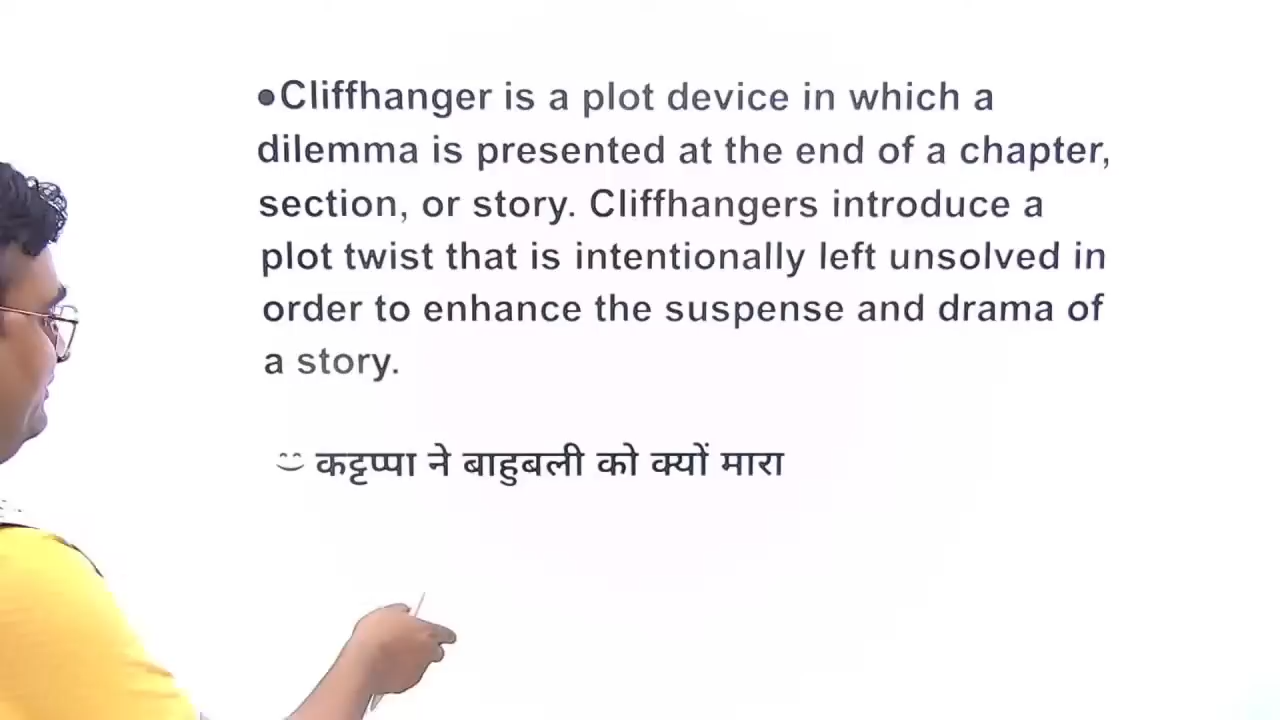 ●Cliffhanger is a plot device in which a
dilemma is presented at the end of a chapter,
section, or story. Cliffhangers introduce a
plot twist that is intentionally left unsolved in
order to enhance the suspense and drama of
a story.
कट्टप्पा ने बाहुबली को क्यों मारा